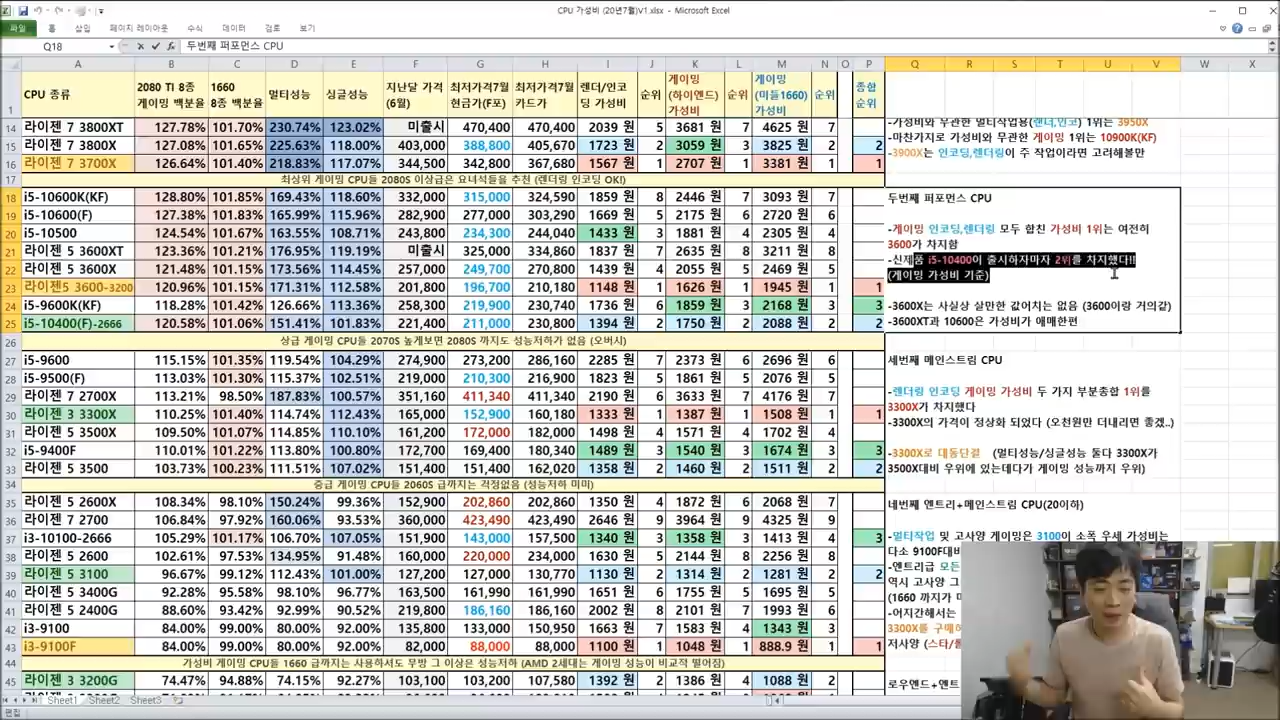 CPU 가성비 (20년7월)V1.xlsx - Microsoft Excel
파일 홈 삽입 페이지 레이아웃 수식 데이터 검토 보기
Q18 두번째 퍼포먼스 CPU
A B C D E F G H I J K L M N O P Q R S T U V W X
1 CPU 종류 2080 TI 8종 게이밍 백분율 1660 8종 백분율 멀티성능 싱글성능 지난달 가격 (6월) 최저가격7월 현금가(F포) 최저가격7월 카드가 렌더/인코딩 가성비 순위 게이밍 (하이엔드) 가성비 순위 게이밍 (미들1660) 가성비 순위 종합 순위
14 라이젠 7 3800XT 127.78% 101.70% 230.74% 123.02% 미출시 470,400 470,400 2039 원 5 3681 원 7 4625 원 7
15 라이젠 7 3800X 127.08% 101.65% 225.63% 118.00% 403,000 388,800 405,670 1723 원 2 3059 원 3 3825 원 2 2
16 라이젠 7 3700X 126.64% 101.40% 218.83% 117.07% 344,500 342,800 367,680 1567 원 1 2707 원 1 3381 원 1 1
17 최상위 게이밍 CPU들 2080S 이상급은 요녀석들을 추천 (렌더링 인코딩 OK!)
18 i5-10600K(KF) 128.80% 101.85% 169.43% 118.60% 332,000 315,000 324,590 1859 원 8 2446 원 7 3093 원 7
19 i5-10600(F) 127.38% 101.83% 165.99% 115.96% 282,900 277,000 303,290 1669 원 5 2175 원 6 2720 원 6
20 i5-10500 124.54% 101.67% 163.55% 108.71% 243,800 234,300 244,040 1433 원 3 1881 원 4 2305 원 4
21 라이젠 5 3600XT 123.36% 101.21% 176.95% 119.19% 미출시 325,000 334,860 1837 원 7 2635 원 8 3211 원 8
22 라이젠 5 3600X 121.48% 101.15% 173.56% 114.45% 257,000 249,700 270,800 1439 원 4 2055 원 5 2469 원 5
23 라이젠5 3600-3200 120.96% 101.15% 171.31% 112.58% 201,800 196,700 210,180 1148 원 1 1626 원 1 1945 원 1 1
24 i5-9600K(KF) 118.28% 101.42% 126.66% 113.36% 258,300 219,900 230,740 1736 원 6 1859 원 3 2168 원 3 3
25 i5-10400(F)-2666 120.58% 101.06% 151.41% 101.83% 221,400 211,000 230,800 1394 원 2 1750 원 2 2088 원 2 2
26 상급 게이밍 CPU들 2070S 높게보면 2080S 까지도 성능저하가 없음 (오버시)
27 i5-9600 115.15% 101.35% 119.54% 104.29% 274,900 273,200 286,160 2285 원 7 2373 원 6 2696 원 6
28 i5-9500(F) 113.03% 101.30% 115.37% 102.51% 219,000 210,300 216,900 1823 원 5 1861 원 5 2076 원 5
29 라이젠 7 2700X 113.21% 98.50% 187.83% 100.57% 351,160 411,340 411,340 2190 원 6 3633 원 7 4176 원 7
30 라이젠 3 3300X 110.25% 101.40% 114.74% 112.43% 165,000 152,900 160,180 1333 원 1 1387 원 1 1508 원 1 1
31 라이젠 5 3500X 109.50% 101.07% 114.85% 110.10% 161,200 172,000 182,000 1498 원 4 1571 원 4 1702 원 4
32 i5-9400F 110.01% 101.22% 113.38% 100.80% 172,700 169,400 180,340 1489 원 3 1540 원 3 1674 원 3 3
33 라이젠 5 3500 103.73% 100.23% 111.51% 107.02% 151,400 151,400 162,020 1358 원 2 1460 원 2 1511 원 2 2
34 중급 게이밍 CPU들 2060S 급까지는 걱정없음 (성능저하 미미)
35 라이젠 5 2600X 108.34% 98.10% 150.24% 99.36% 152,900 202,860 202,860 1350 원 4 1872 원 6 2068 원 7
36 라이젠 7 2700 106.84% 97.92% 160.06% 93.53% 360,000 423,490 423,490 2646 원 9 3964 원 9 4325 원 9
37 i3-10100-2666 105.29% 101.17% 106.70% 107.05% 151,910 143,000 157,530 1340 원 3 1358 원 3 1413 원 4 3
38 라이젠 5 2600 102.61% 97.53% 134.95% 91.48% 160,000 220,000 234,000 1630 원 5 2144 원 8 2256 원 8
39 라이젠 5 3100 96.67% 99.12% 112.43% 101.00% 127,200 127,000 130,770 1130 원 2 1314 원 2 1281 원 2 2
40 라이젠 5 3400G 92.28% 95.58% 98.10% 96.77% 163,500 161,990 161,990 1651 원 6 1755 원 5 1695 원 5
41 라이젠 5 2400G 88.60% 93.42% 92.99% 90.52% 219,000 186,160 186,160 2002 원 8 2101 원 7 1993 원 6
42 i3-9100 84.00% 99.00% 80.00% 92.00% 135,800 133,000 150,950 1663 원 7 1583 원 4 1343 원 3
43 i3-9100F 84.00% 99.00% 80.00% 92.00% 82,000 88,000 88,000 1100 원 1 1048 원 1 888.9 원 1 1
44 가성비 게이밍 CPU들 1660 급까지는 사용하셔도 무방 그 이상은 성능저하 (AMD 2세대는 게이밍 성능이 비교적 떨어짐)
45 라이젠 3 3200G 74.47% 94.88% 74.15% 92.27% 103,100 103,200 107,580 1392 원 2 1386 원 4 1088 원 2 2
-가성비와 무관한 멀티작업용(렌더,인코) 1위는 3950X
-마찬가지로 가성비와 무관한 게이밍 1위는 10900K(KF)
-3900X는 인코딩,렌더링이 주 작업이라면 고려해볼만
두번째 퍼포먼스 CPU
-게이밍 인코딩,렌더링 모두 합친 가성비 1위는 여전히
3600가 차지함
-신제품 i5-10400이 출시하자마자 2위를 차지했다!!
(게이밍 가성비 기준)
-3600X는 사실상 살만한 값어치는 없음 (3600이랑 거의같)
-3600XT과 10600은 가성비가 애매한편
세번째 메인스트림 CPU
-렌더링 인코딩 게이밍 가성비 두 가지 부분종합 1위를
3300X가 차지했다
-3300X의 가격이 정상화 되었다 (오천원만 더내리면 좋겠..)
-3300X로 대동단결 (멀티성능/싱글성능 둘다 3300X가
3500X대비 우위에 있는데다가 게이밍 성능까지 우위)
네번째 엔트리+메인스트림 CPU(20이하)
-멀티작업 및 고사양 게이밍은 3100이 소폭 우세 가성비는
다소 9100F대비
-엔트리급 모든
역시 고사양 그
(1660 까지가 마
-어지간해서는
3300X를 구매하
저사양 (스타/롤
로우엔드+엔트
Sheet1 Sheet2 Sheet3
편집